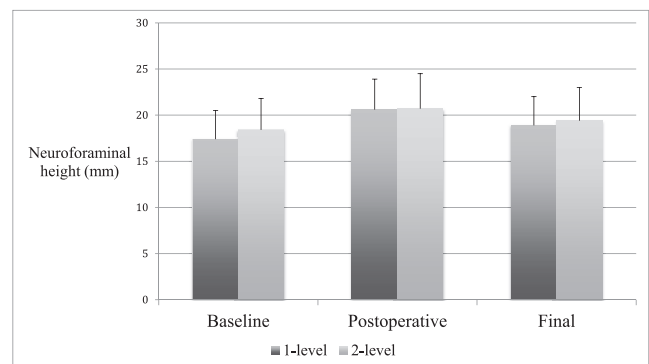 30
25
20
15
10
5
0
Neuroforaminal
height (mm)
Baseline Postoperative Final
1-level 2-level